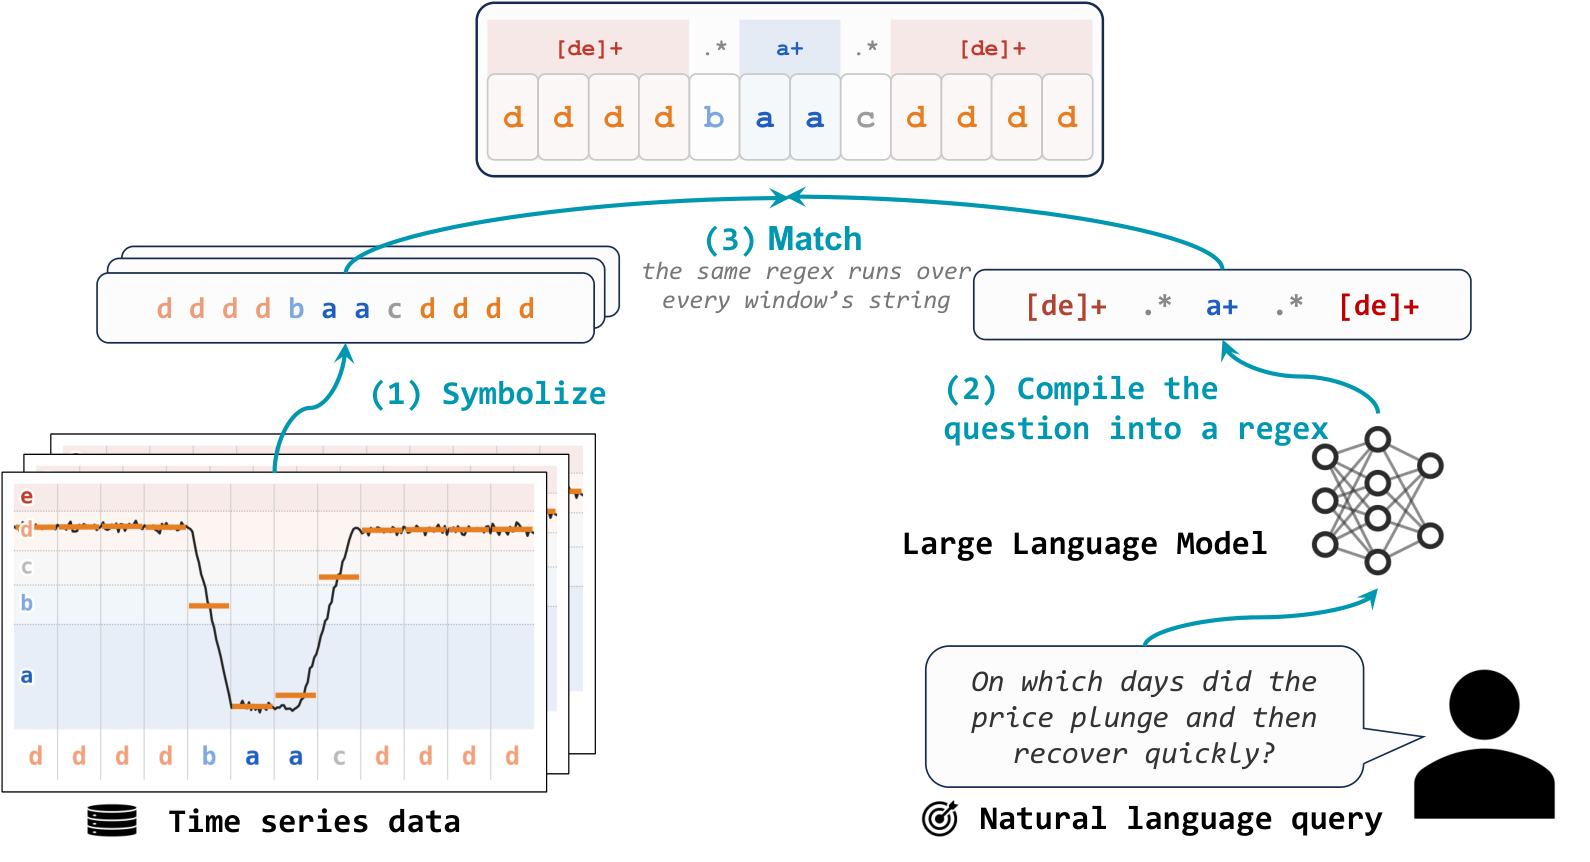 [de]+ .* a+ .* [de]+
d d d d b a a c d d d d
(3) Match
the same regex runs over
every window's string
d d d d b a a c d d d d
[de]+ .* a+ .* [de]+
(1) Symbolize
(2) Compile the
question into a regex
e
d
c
b
a
d d d d b a a c d d d d
Time series data
Large Language Model
On which days did the
price plunge and then
recover quickly?
Natural language query